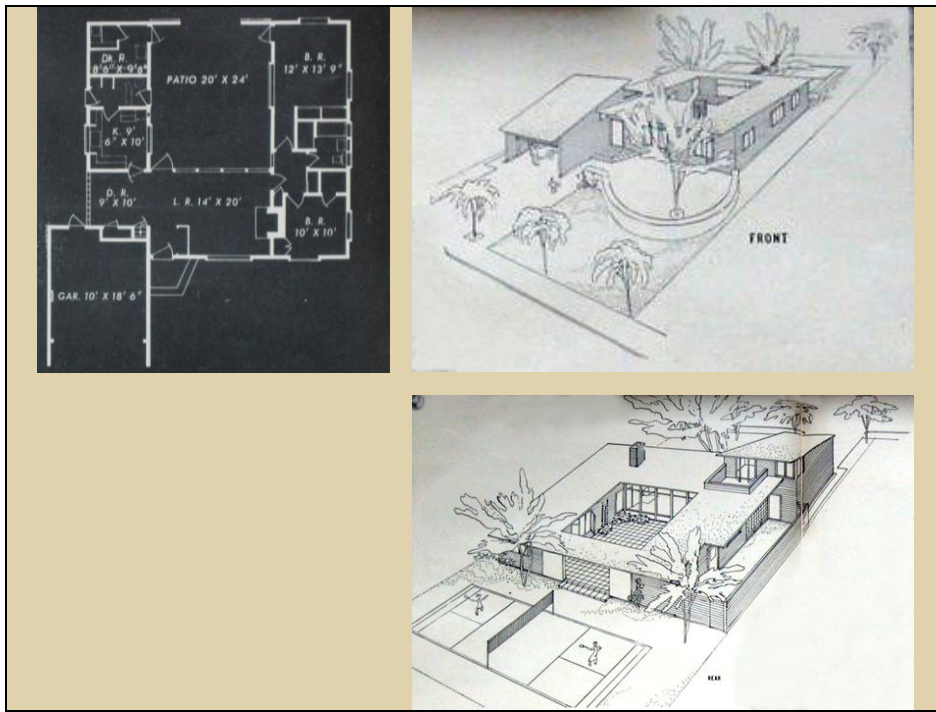 DK. R.
8'6" X 9'6"
PATIO 20' X 24'
B. R.
12' X 13' 9"
K. 9'
6" X 10'
D. R.
9' X 10'
L. R. 14' X 20'
B. R.
10' X 10'
GAR. 10' X 18' 6"
FRONT
REAR